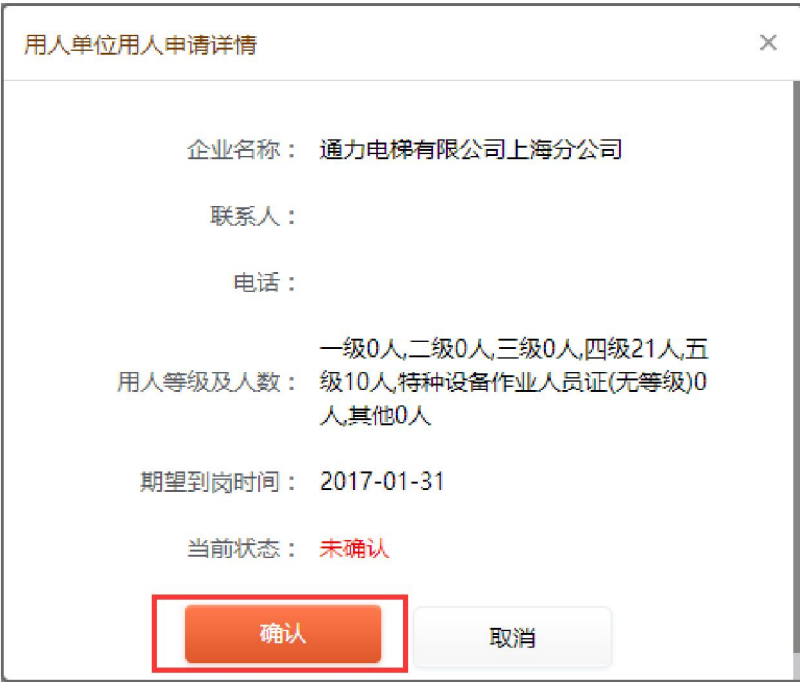 用人单位用人申请详情
企业名称： 通力电梯有限公司上海分公司
联系人：
电话：
一级0人,二级0人,三级0人,四级21人,五
用人等级及人数： 级10人,特种设备作业人员证(无等级)0
人,其他0人
期望到岗时间： 2017-01-31
当前状态： 未确认
确认 取消